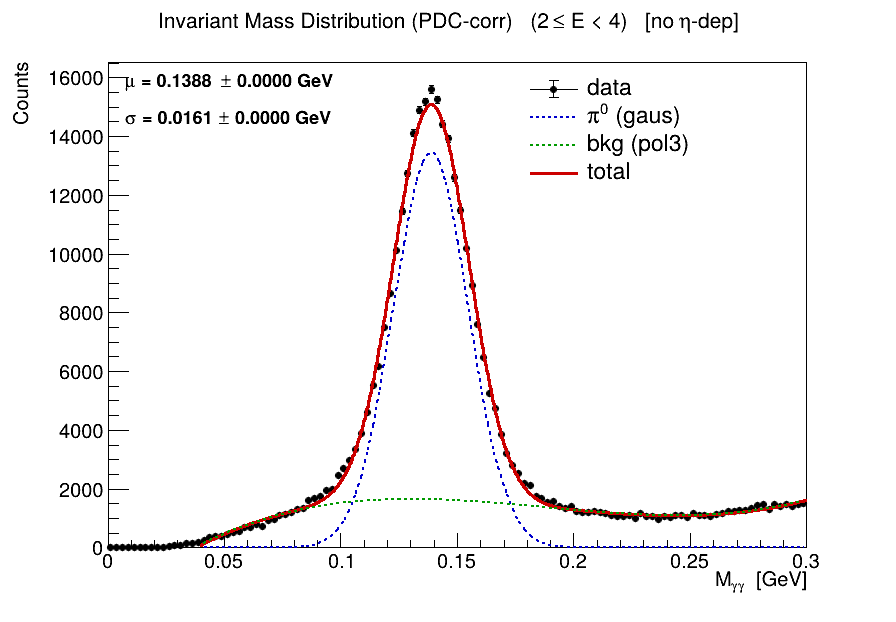 Invariant Mass Distribution (PDC-corr) (2 ≤ E < 4) [no η-dep]
Counts
μ = 0.1388 ± 0.0000 GeV
σ = 0.0161 ± 0.0000 GeV
data
π⁰ (gaus)
bkg (pol3)
total
16000
14000
12000
10000
8000
6000
4000
2000
0
0 0.05 0.1 0.15 0.2 0.25 0.3
M_γγ [GeV]